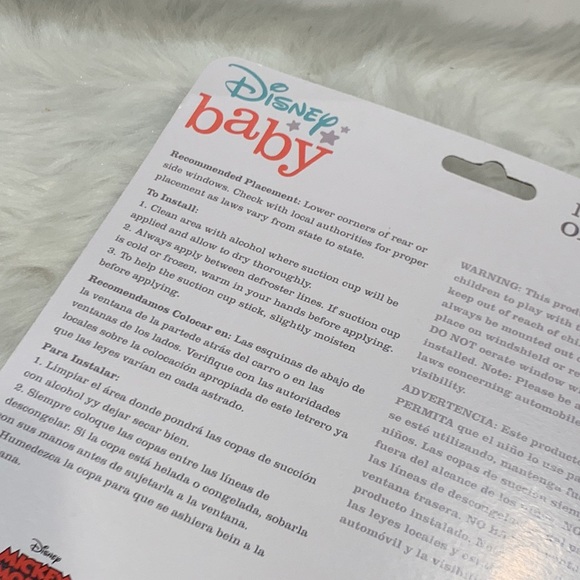 Disney
baby
Recommended Placement: Lower corners of rear or
side windows. Check with local authorities for proper
placement as laws vary from state to state.
To Install:
1. Clean area with alcohol where suction cup will be
applied and allow to dry thoroughly.
2. Always apply between defroster lines. If suction cup
is cold or frozen, warm in your hands before applying.
3. To help the suction cup stick, slightly moisten
before applying.
Recomendamos Colocar en: Las esquinas de abajo de
la ventana de la partede atrás del carro o en las
ventanas de los lados. Verifique con las autoridades
locales sobre la colocación apropiada de este letrero ya
que las leyes varían en cada astrado.
Para Instalar:
1. Limpiar el área donde pondrá las copas de succión
con alcohol yy dejar secar bien.
2. Siempre coloque las copas entre las líneas de
descongelar. Si la copa está helada o congelada, sobarla
con sus manos antes de sujetarla a la ventana.
Humedezca la copa para que se ashiera bein a la
ana.
Disney
MICKEY
WARNING: This prod
children to play with
keep out of reach of chil
always be mounted out
place on windshield or re
DO NOT oerate window w
installed. Note: Please be
laws concerning automobile
visibility.
ADVERTENCIA: Este producto
PERMITA que el niño lo use
se esté utilizando, mantenga
niños. Las copas de succión siem
fuera del alcance de los
las líneas de descongel
ventana trasera. NO
producto instalado,
las leyes locales y
automóvil y la visibili